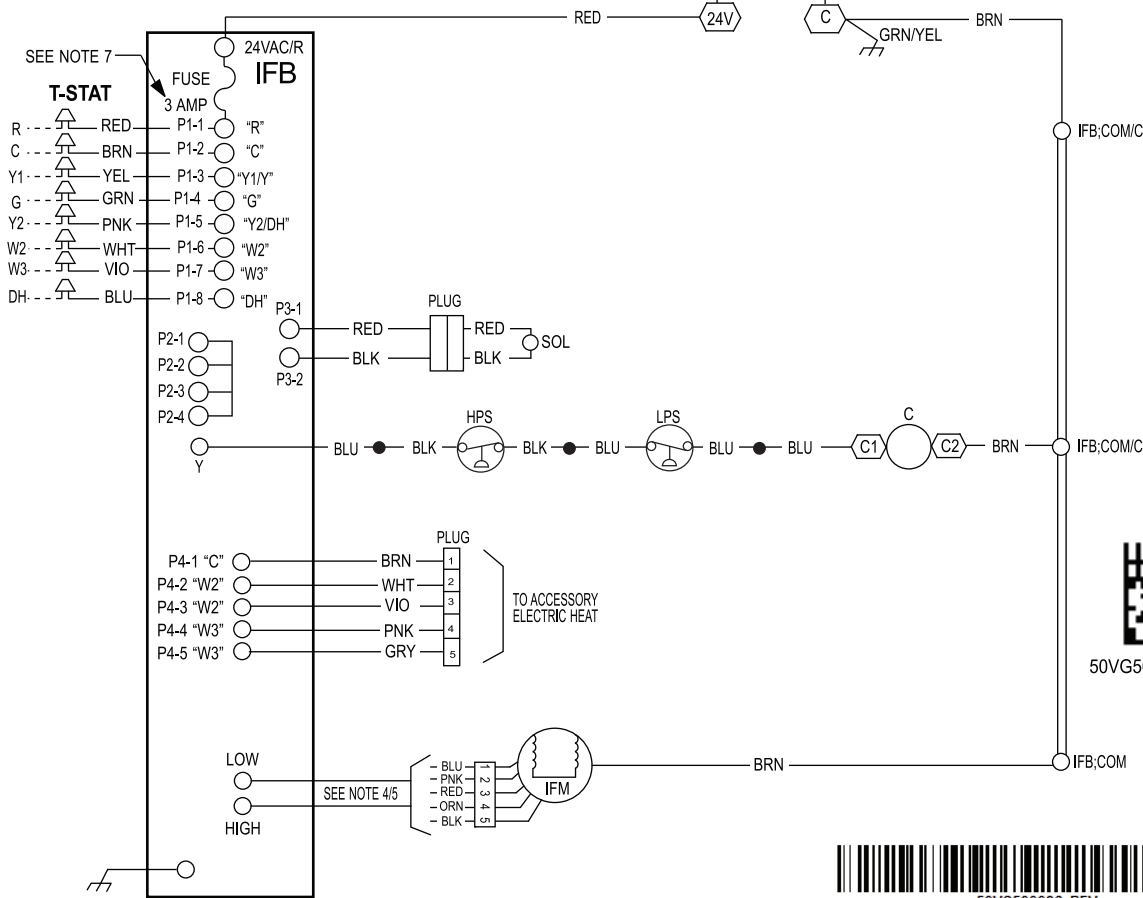 RED
24V
C
BRN
GRN/YEL
SEE NOTE 7
24VAC/R
IFB
FUSE
3 AMP
T-STAT
R RED P1-1 "R"
IFB;COM/C
C BRN P1-2 "C"
Y1 YEL P1-3 "Y1/Y"
G GRN P1-4 "G"
Y2 PNK P1-5 "Y2/DH"
W2 WHT P1-6 "W2"
W3 VIO P1-7 "W3"
DH BLU P1-8 "DH"
P3-1
PLUG
RED RED
SOL
BLK BLK
P3-2
P2-1
P2-2
P2-3
P2-4
HPS
LPS
C
Y
BLU BLK BLK BLU BLU BLU C1 C2 BRN IFB;COM/C
PLUG
P4-1 "C" BRN 1
P4-2 "W2" WHT 2
P4-3 "W2" VIO 3
P4-4 "W3" PNK 4
P4-5 "W3" GRY 5
TO ACCESSORY
ELECTRIC HEAT
LOW
HIGH
SEE NOTE 4/5
BLU 1
PNK 2
RED 3
ORN 4
BLK 5
IFM
BRN
IFB;COM